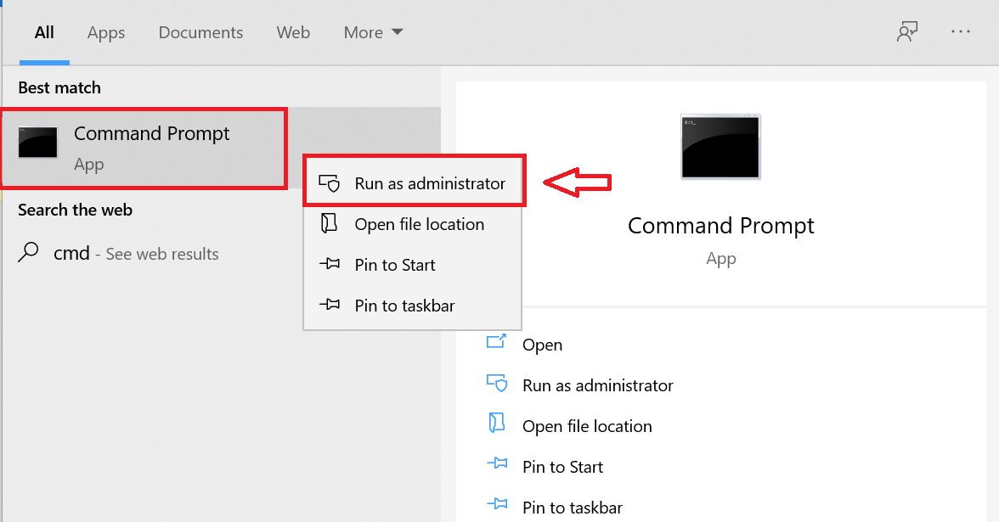 All Apps Documents Web More
Best match
Command Prompt
App
Search the web
cmd - See web results
Run as administrator
Open file location
Pin to Start
Pin to taskbar
Command Prompt
App
Open
Run as administrator
Open file location
Pin to Start
Pin to taskbar